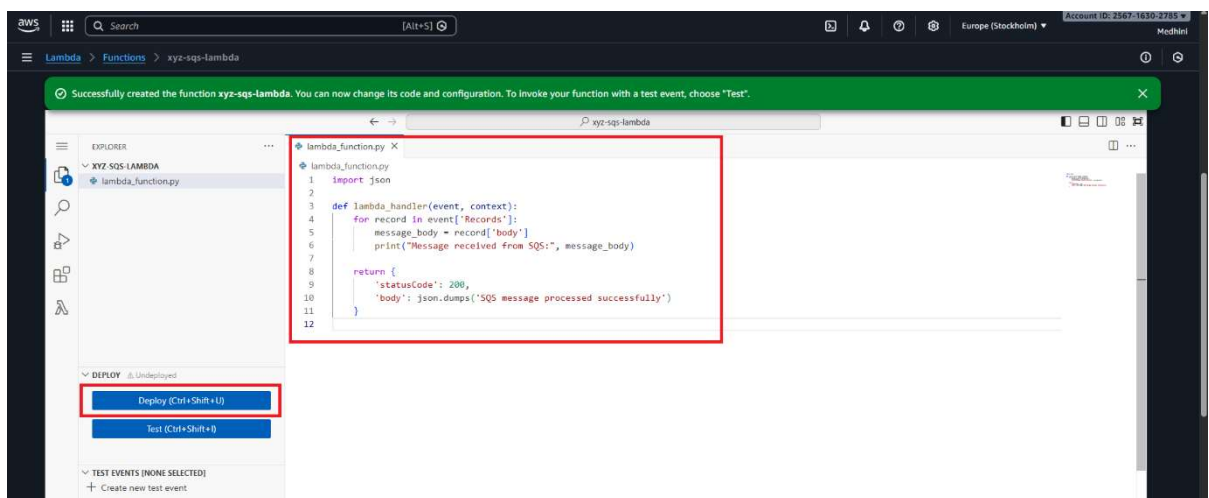 aws
Search
[Alt+S]
Europe (Stockholm) ▼
Account ID: 2567-1630-2785 ▼
Medhini
Lambda > Functions > xyz-sqs-lambda
Successfully created the function xyz-sqs-lambda. You can now change its code and configuration. To invoke your function with a test event, choose "Test".
xyz-sqs-lambda
EXPLORER
XYZ-SQS-LAMBDA
lambda_function.py
1
DEPLOY Undeployed
Deploy (Ctrl+Shift+U)
Test (Ctrl+Shift+I)
TEST EVENTS [NONE SELECTED]
+ Create new test event
lambda_function.py X
lambda_function.py
1 import json
2
3 def lambda_handler(event, context):
4     for record in event['Records']:
5         message_body = record['body']
6         print("Message received from SQS:", message_body)
7
8     return {
9         'statusCode': 200,
10         'body': json.dumps('SQS message processed successfully')
11     }
12